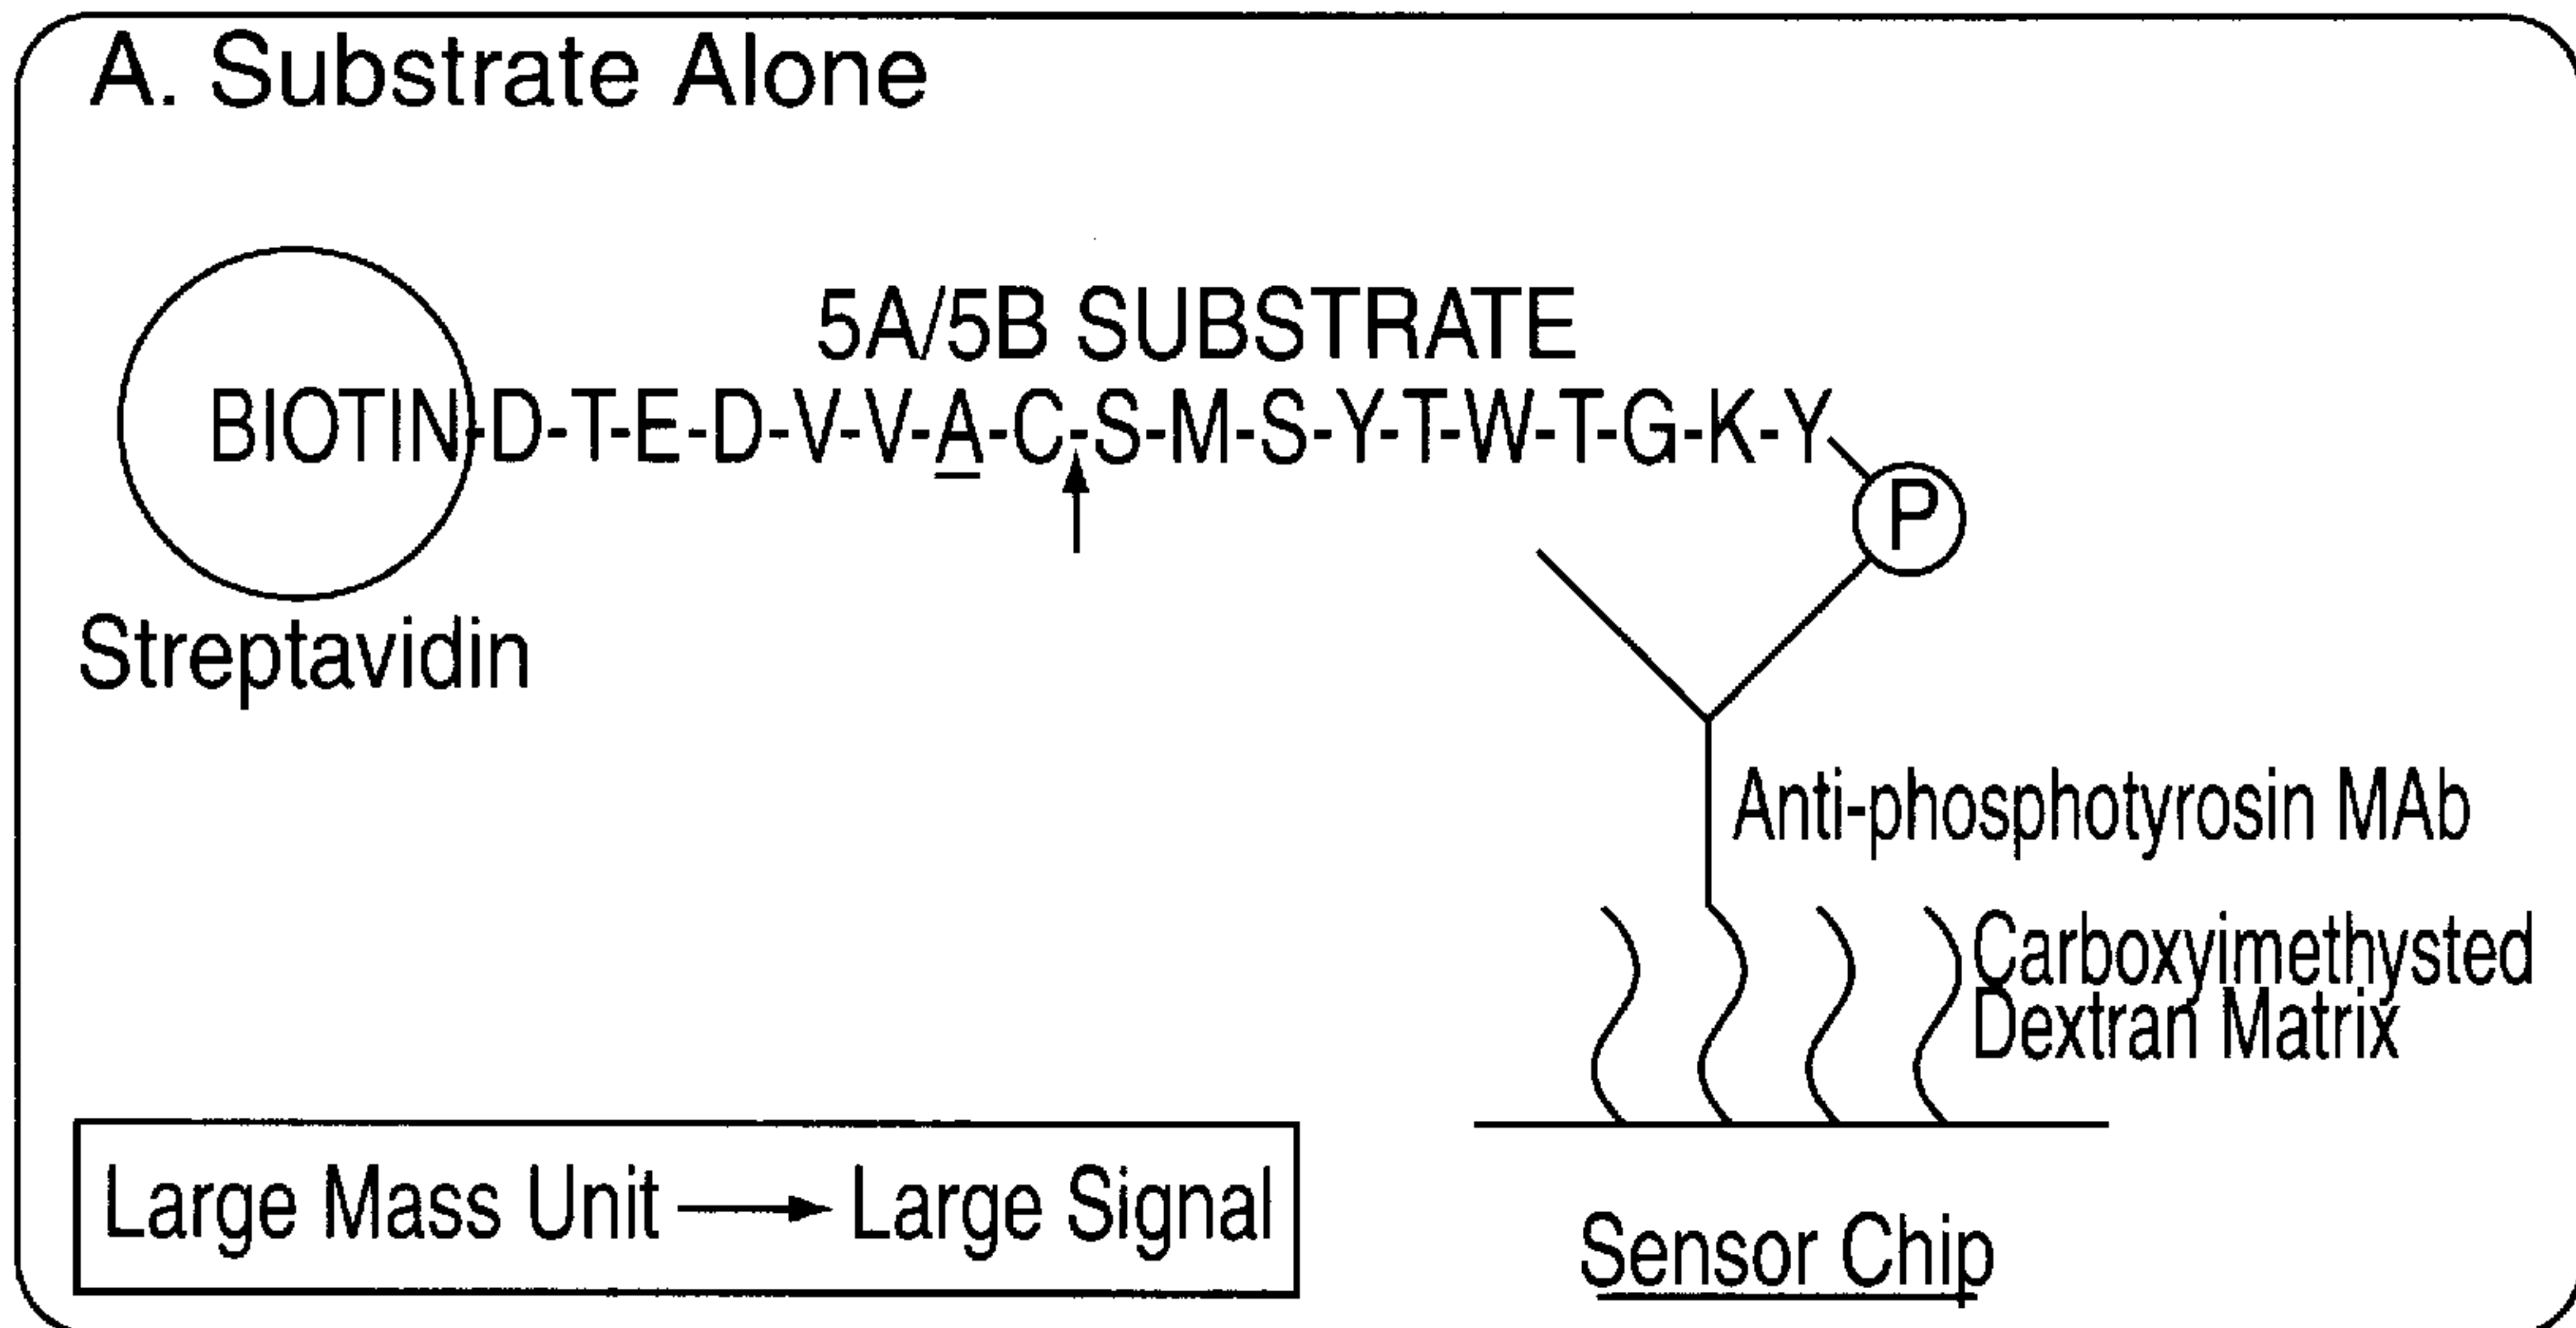 A. Substrate Alone
5A/5B SUBSTRATE
BIOTIN-D-T-E-D-V-V-A-C-S-M-S-Y-T-W-T-G-K-Y
P
Streptavidin
Anti-phosphotyrosin MAb
Carboxyimethysted
Dextran Matrix
Large Mass Unit → Large Signal
Sensor Chip